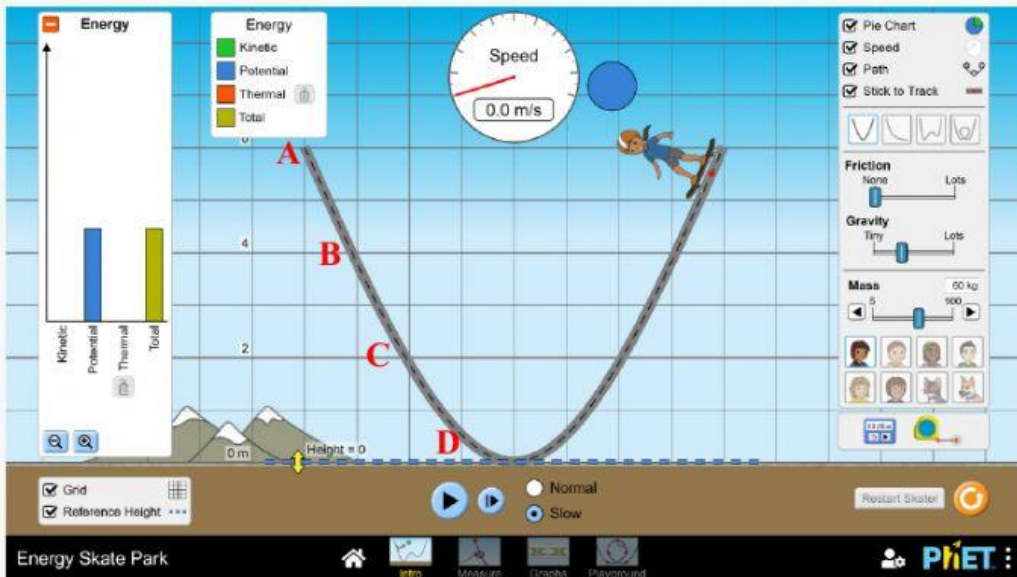 Energy
Kinetic
Potential
Thermal
Total
Energy
Kinetic
Potential
Thermal
Total
Speed
0.0 m/s
Pie Chart
Speed
Path
Stick to Track
Friction
None Lots
Gravity
Tiny Lots
Mass 60 kg
5 100
6
A
4
B
2
C
D
0 m
Height = 0
Grid
Reference Height
Normal
Slow
Restart Skater
Energy Skate Park
Intro
Measure
Graphs
Playground
PhET